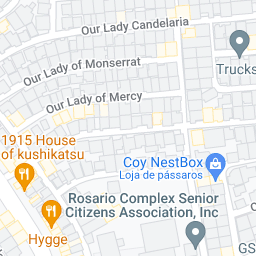 Our Lady Candelaria
Our Lady of Monserrat
Trucks
Our Lady of Mercy
1915 House
of kushikatsu
Coy NestBox
Loja de pássaros
Rosario Complex Senior
Citizens Association, Inc
Hygge
GS